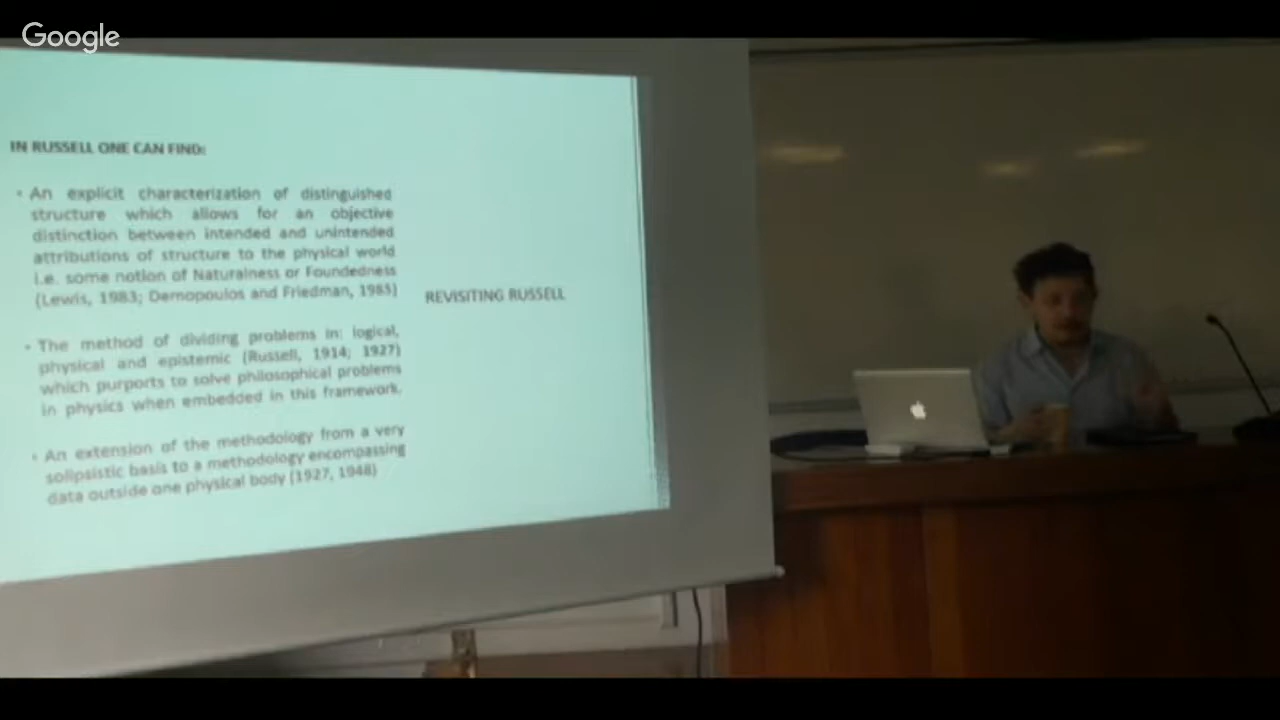 Google
IN RUSSELL ONE CAN FIND:
• An explicit characterization of distinguished
structure which allows for an objective
distinction between intended and unintended
attributions of structure to the physical world
i.e. some notion of Naturalness or Foundedness
(Lewis, 1983; Demopoulos and Friedman, 1985)
• The method of dividing problems in: logical,
physical and epistemic (Russell, 1914; 1927)
which purports to solve philosophical problems
in physics when embedded in this framework.
• An extension of the methodology from a very
solipsistic basis to a methodology encompassing
data outside one physical body (1927, 1948)
REVISITING RUSSELL